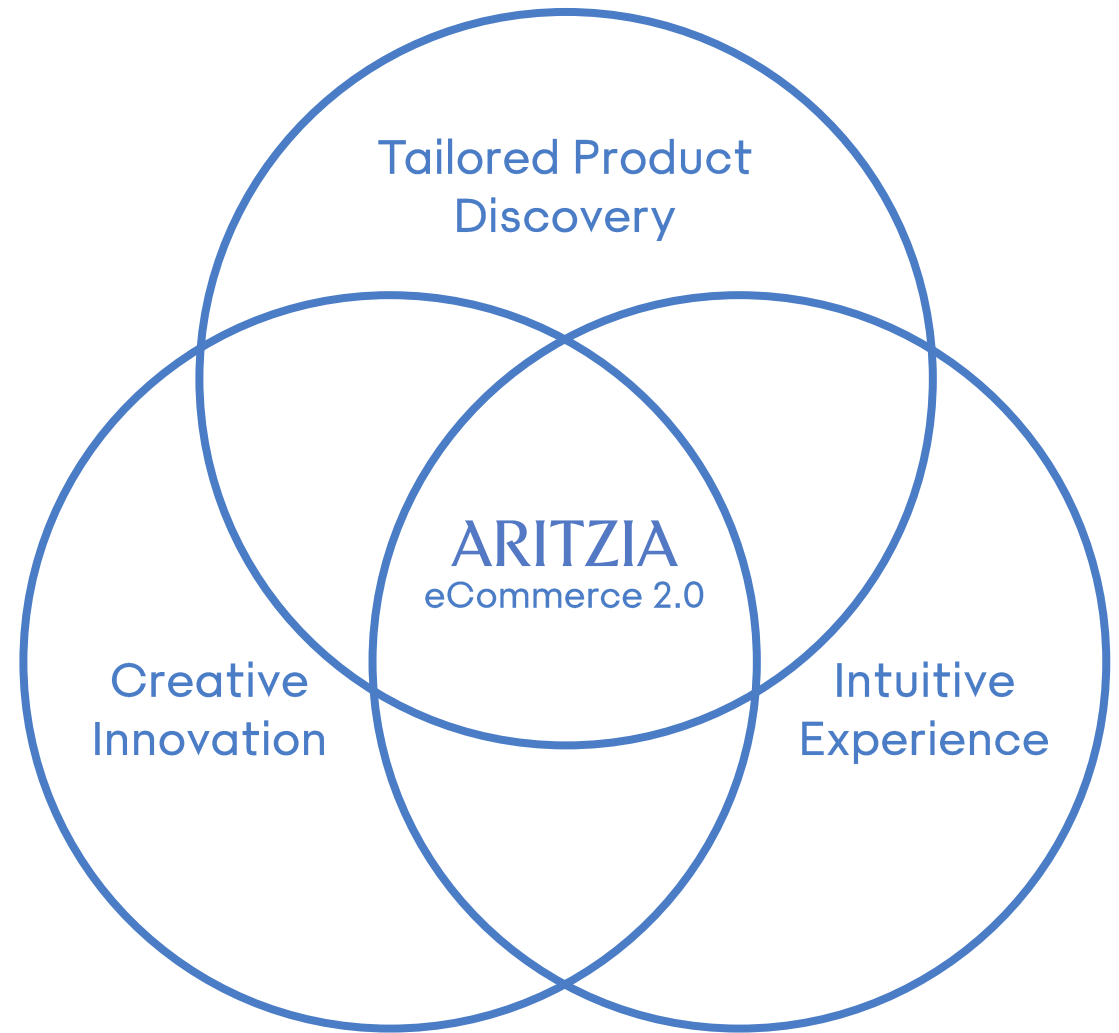 Tailored Product
Discovery
ARITZIA
eCommerce 2.0
Creative
Innovation
Intuitive
Experience